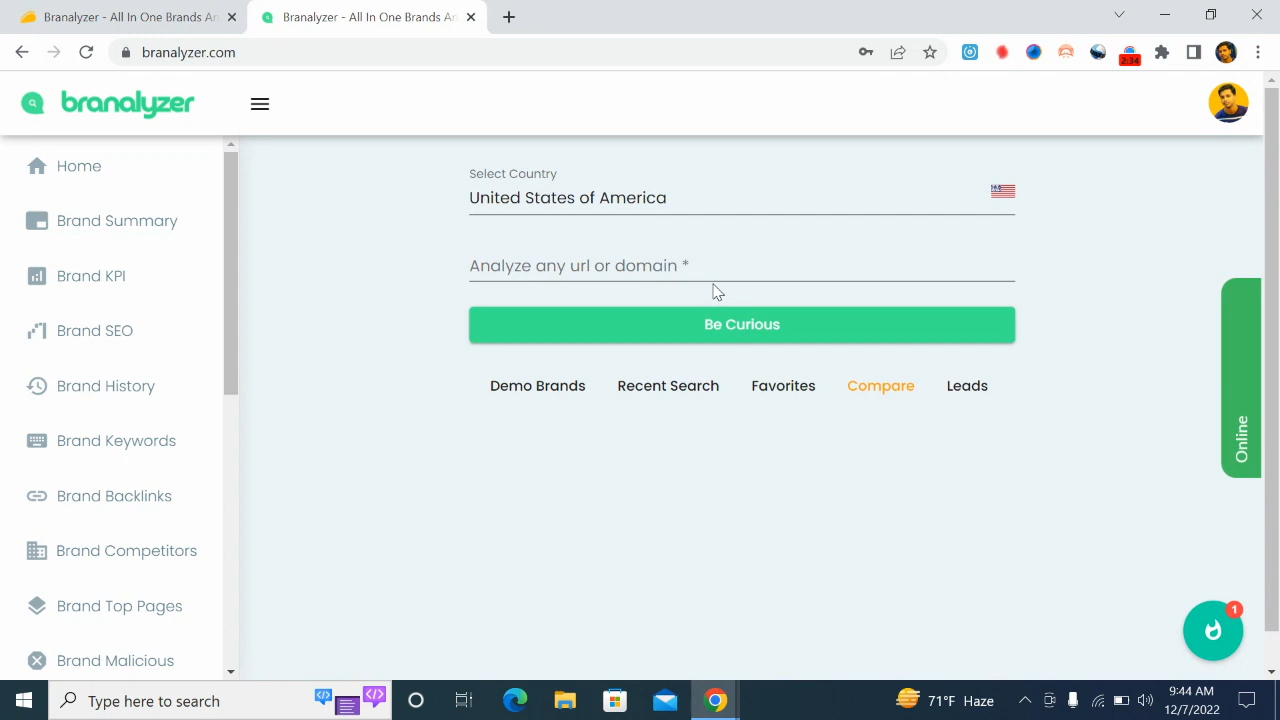 Branalyzer - All In One Brands An
Branalyzer - All In One Brands An
branalyzer.com
2:34
branalyzer
Home
Brand Summary
Brand KPI
Brand SEO
Brand History
Brand Keywords
Brand Backlinks
Brand Competitors
Brand Top Pages
Brand Malicious
Select Country
United States of America
Analyze any url or domain *
Be Curious
Demo Brands Recent Search Favorites Compare Leads
Online
1
Type here to search
71°F Haze
9:44 AM
12/7/2022